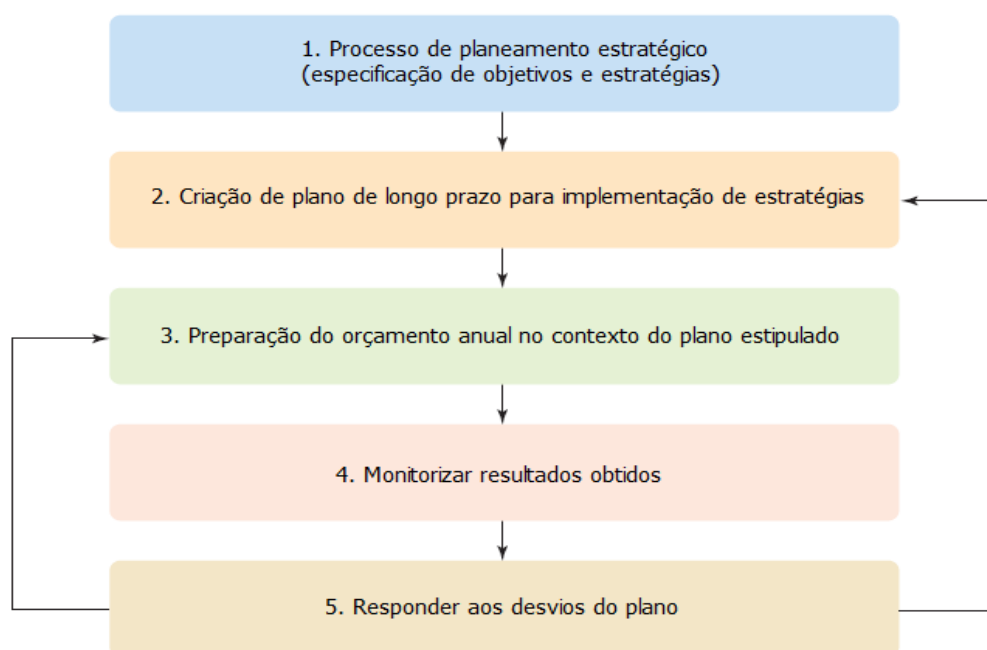 1. Processo de planeamento estratégico
(especificação de objetivos e estratégias)
2. Criação de plano de longo prazo para implementação de estratégias
3. Preparação do orçamento anual no contexto do plano estipulado
4. Monitorizar resultados obtidos
5. Responder aos desvios do plano